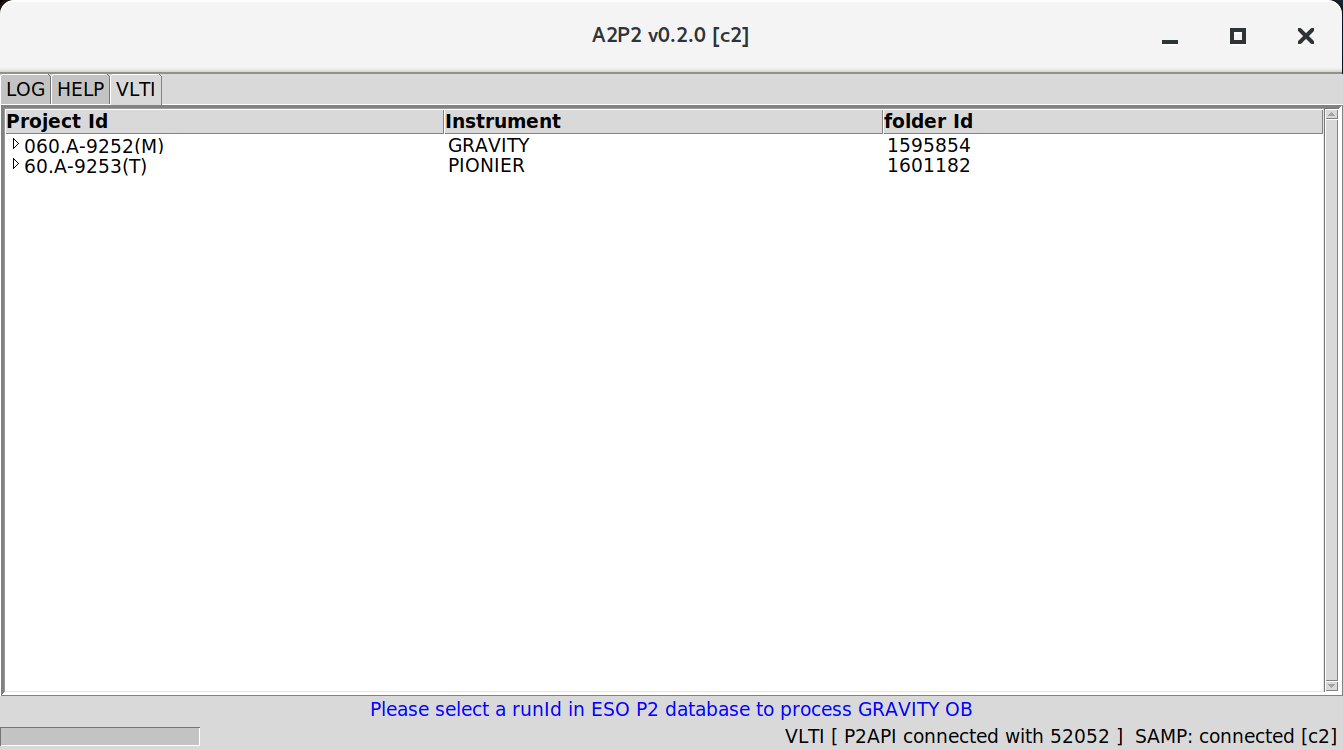 A2P2 v0.2.0 [c2]
LOG HELP VLTI
Project Id Instrument folder Id
060.A-9252(M) GRAVITY 1595854
60.A-9253(T) PIONIER 1601182
Please select a runId in ESO P2 database to process GRAVITY OB
VLTI [ P2API connected with 52052 ] SAMP: connected [c2]